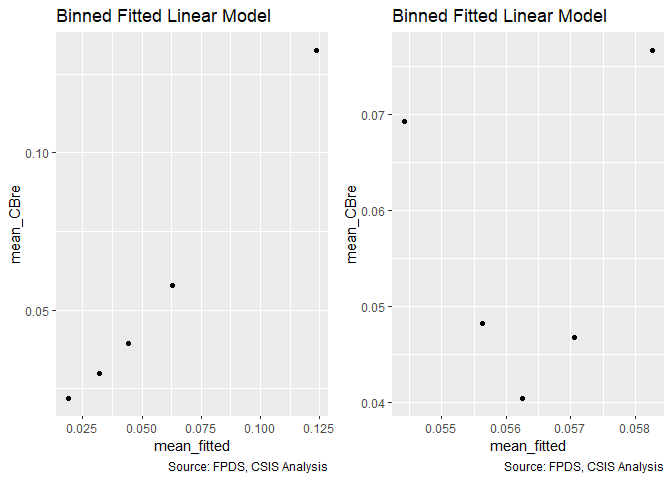 Binned Fitted Linear Model
mean_CBre
0.10
0.05
0.025
0.050
0.075
0.100
0.125
mean_fitted
Source: FPDS, CSIS Analysis
Binned Fitted Linear Model
mean_CBre
0.07
0.06
0.05
0.04
0.055
0.056
0.057
0.058
mean_fitted
Source: FPDS, CSIS Analysis